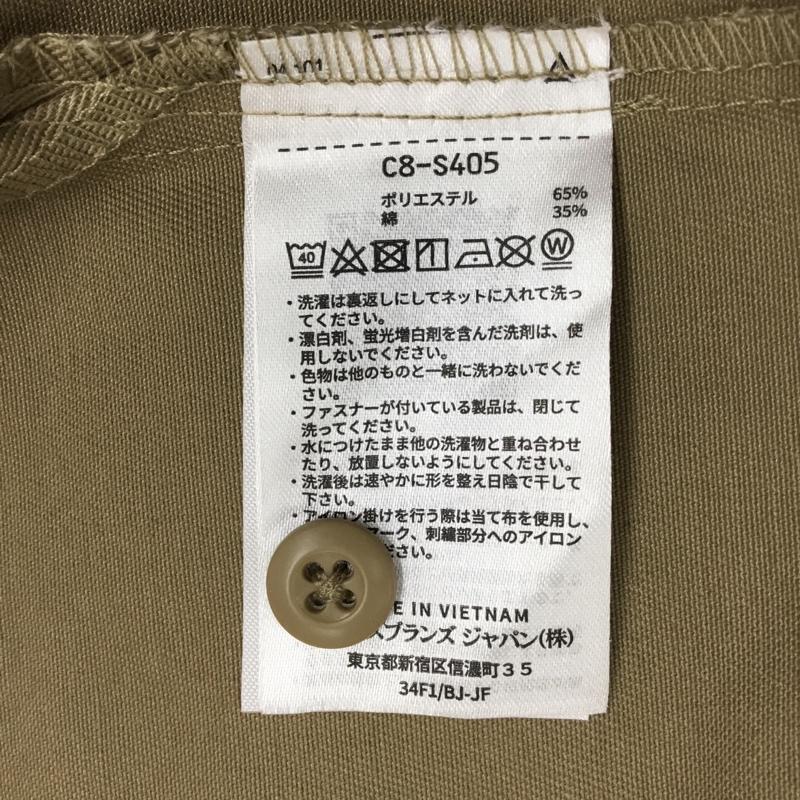 C8-S405
ポリエステル 65%
綿 35%
40 W
・洗濯は裏返しにしてネットに入れて洗っ
てください。
・漂白剤、蛍光増白剤を含んだ洗剤は、使
用しないでください。
・色物は他のものと一緒に洗わないでくだ
さい。
・ファスナーが付いている製品は、閉じて
洗ってください。
・水につけたまま他の洗濯物と重ね合わせ
たり、放置しないようにしてください。
・洗濯後は速やかに形を整え日陰で干して
下さい。
・アイロン掛けを行う際は当て布を使用し、
ーク、刺繍部分へのアイロン
ださい。
E IN VIETNAM
スブランズ ジャパン(株)
東京都新宿区信濃町35
34F1/BJ-JF